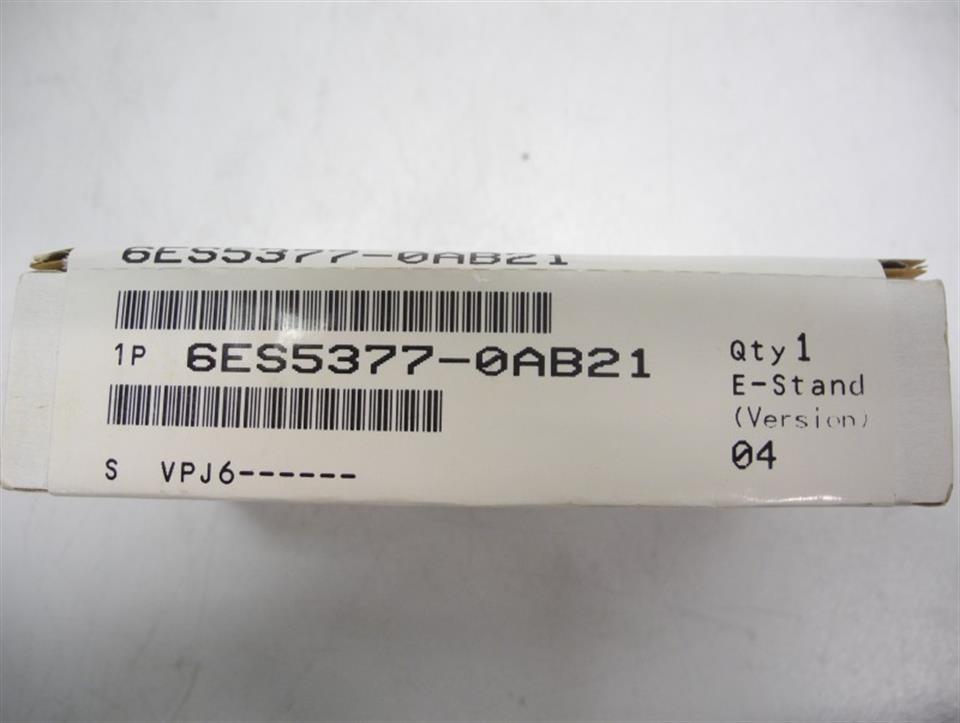 6ES5377-0AB21
1P 6ES5377-0AB21
Qty 1
E-Stand
(Version)
04
S VPJ6------